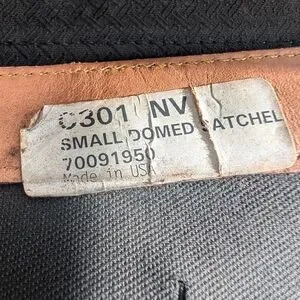 C301 NV
SMALL DOMED SATCHEL
70091950
Made in USA